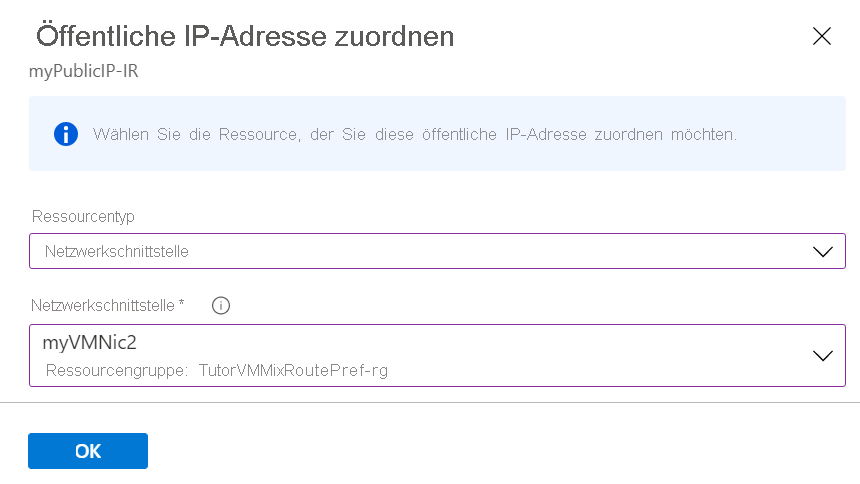 Öffentliche IP-Adresse zuordnen
myPublicIP-IR
Wählen Sie die Ressource, der Sie diese öffentliche IP-Adresse zuordnen möchten.
Ressourcentyp
Netzwerkschnittstelle
Netzwerkschnittstelle *
myVMNic2
Ressourcengruppe: TutorVMMixRoutePref-rg
OK